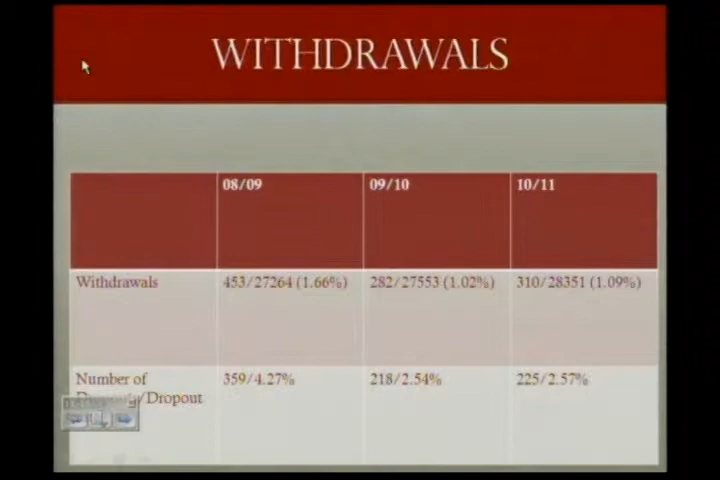 WITHDRAWALS
08/09 09/10 10/11
Withdrawals 453/27264 (1.66%) 282/27553 (1.02%) 310/28351 (1.09%)
Number of 359/4.27% 218/2.54% 225/2.57%
/Dropout